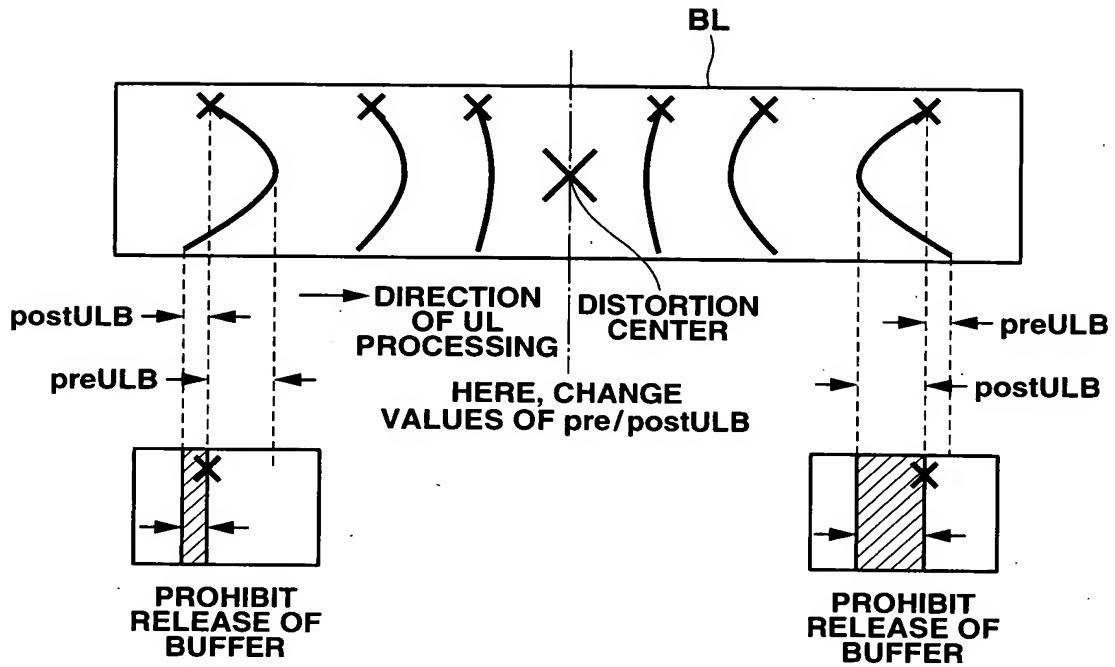 BL
DIRECTION
OF UL
PROCESSING
DISTORTION
CENTER
postULB
preULB
preULB
postULB
HERE, CHANGE
VALUES OF pre/postULB
PROHIBIT
RELEASE OF
BUFFER
PROHIBIT
RELEASE OF
BUFFER